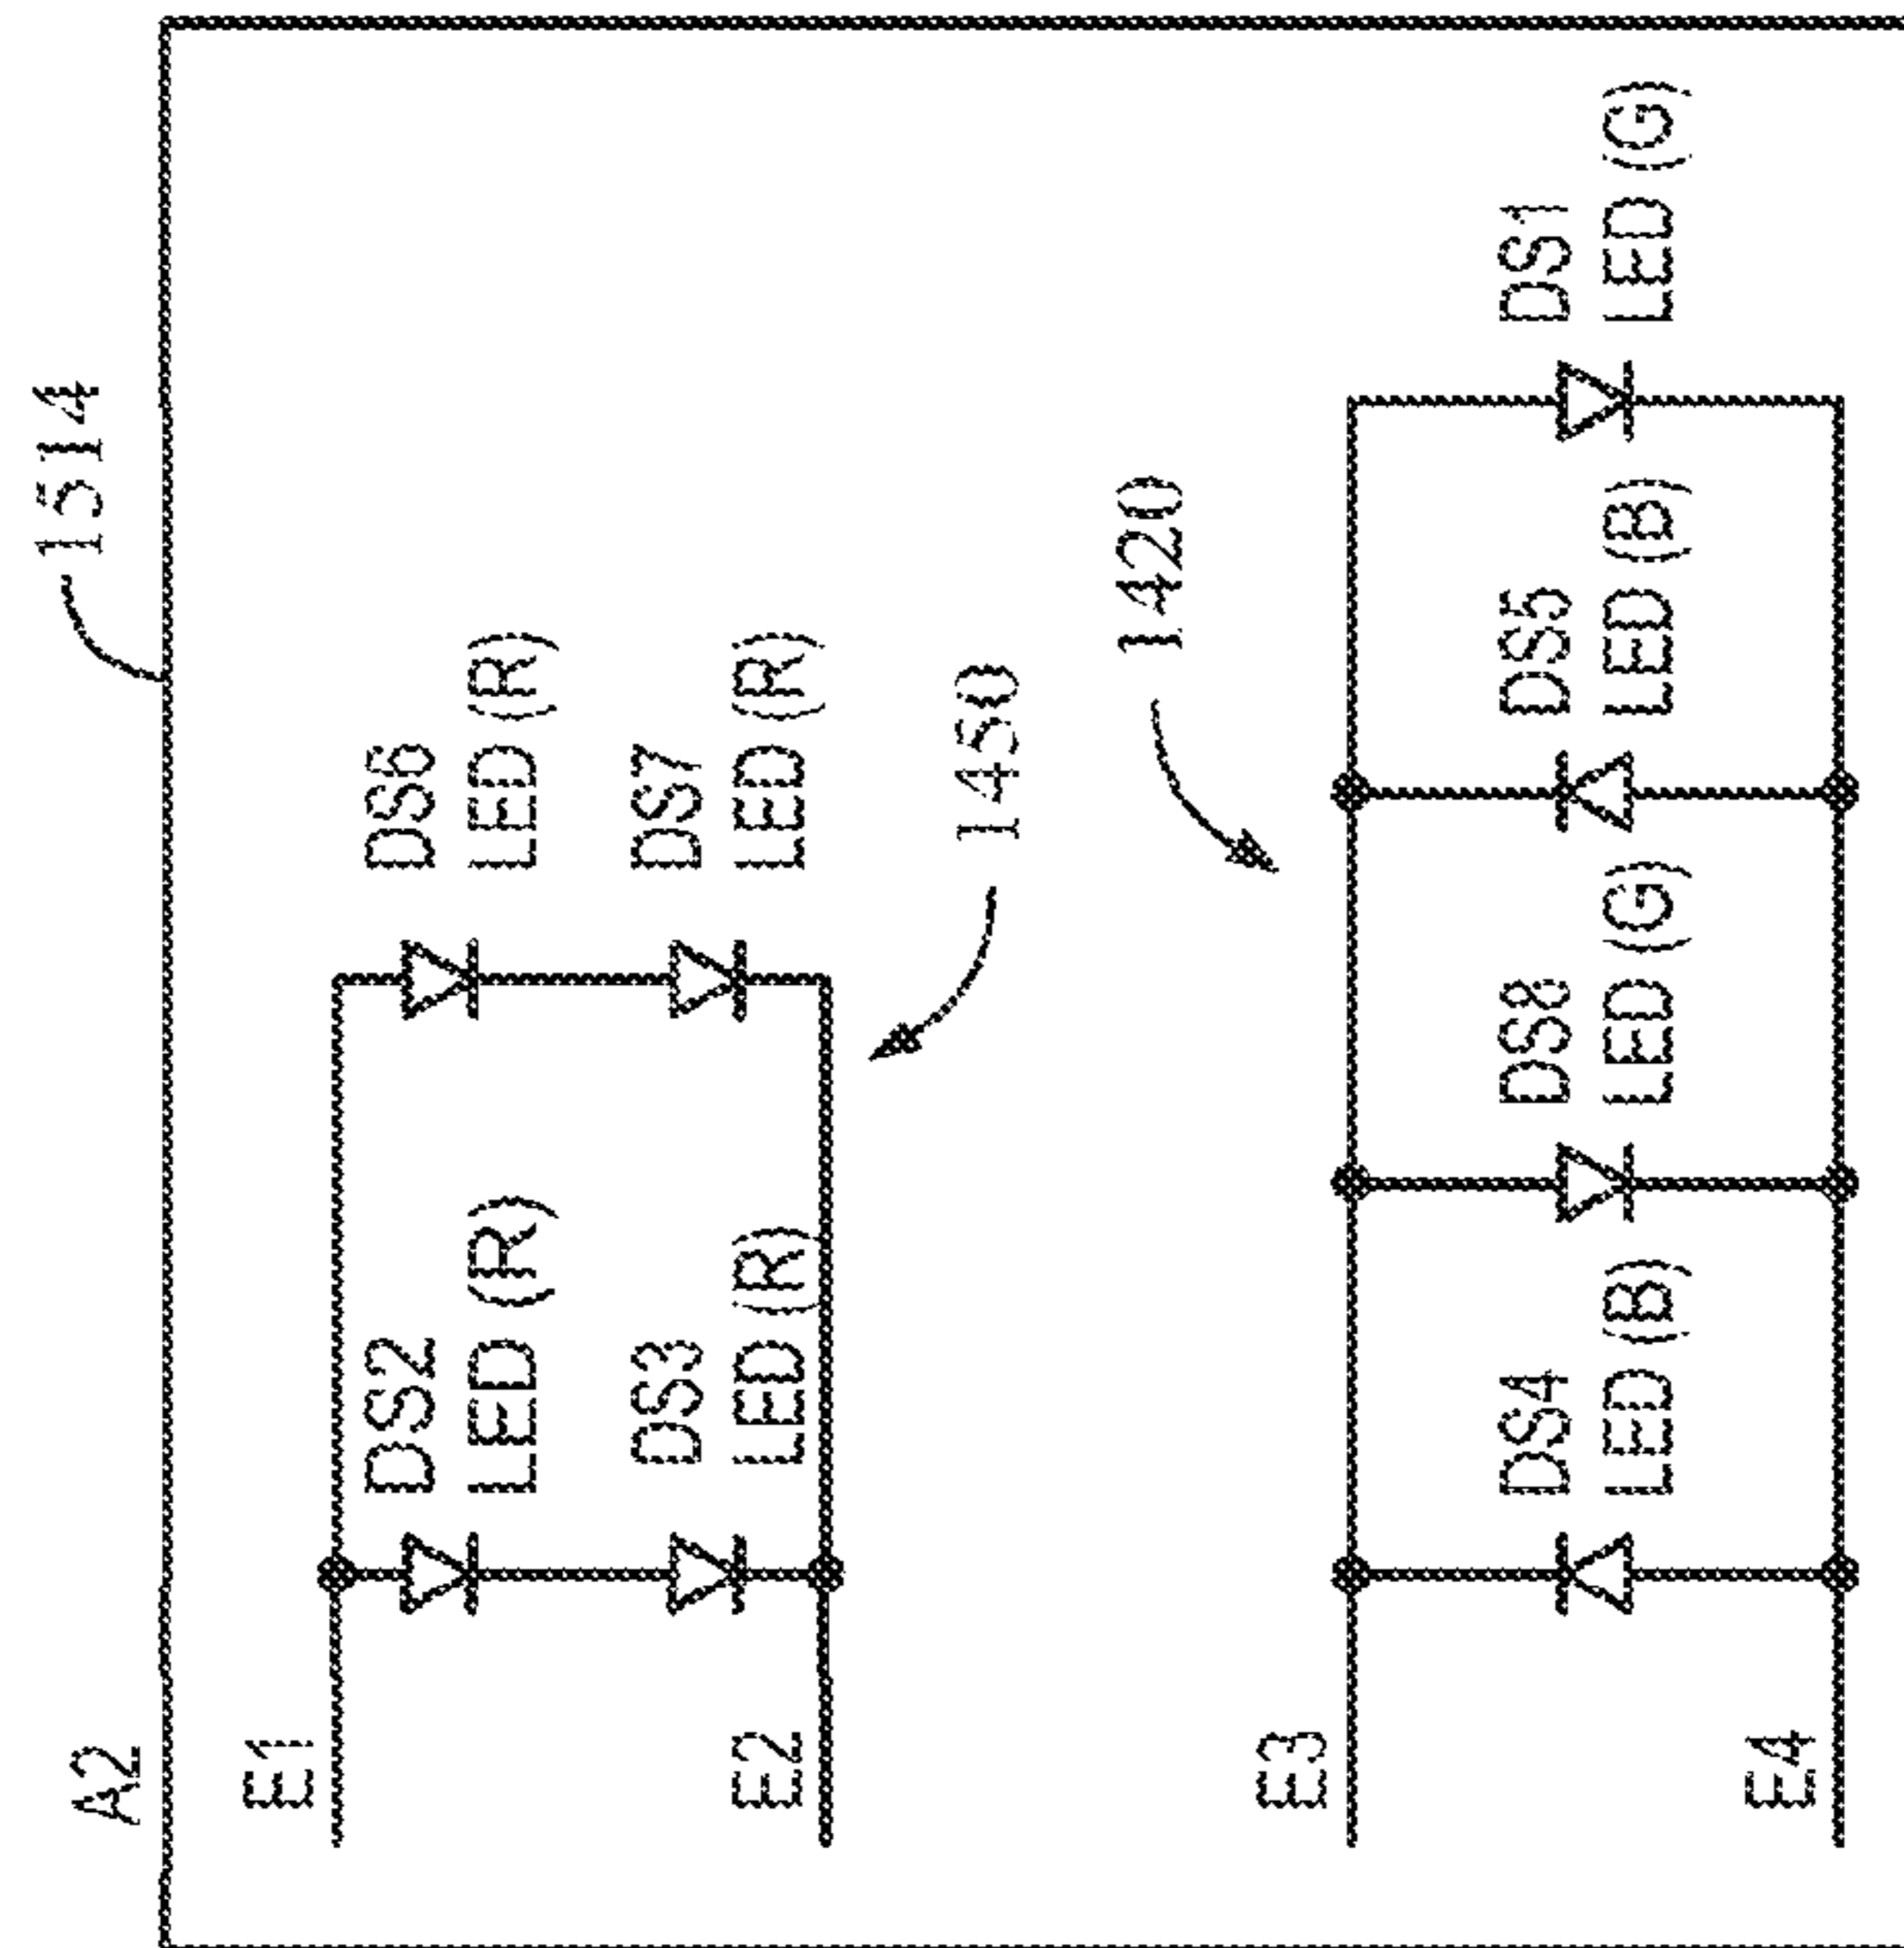 1514
A2
E1
DS2
LED (R)
DS6
LED (R)
DS3
LED (R)
DS7
LED (R)
E2
1450
1420
E3
DS4
LED (B)
DS8
LED (G)
DS5
LED (B)
DS1
LED (G)
E4